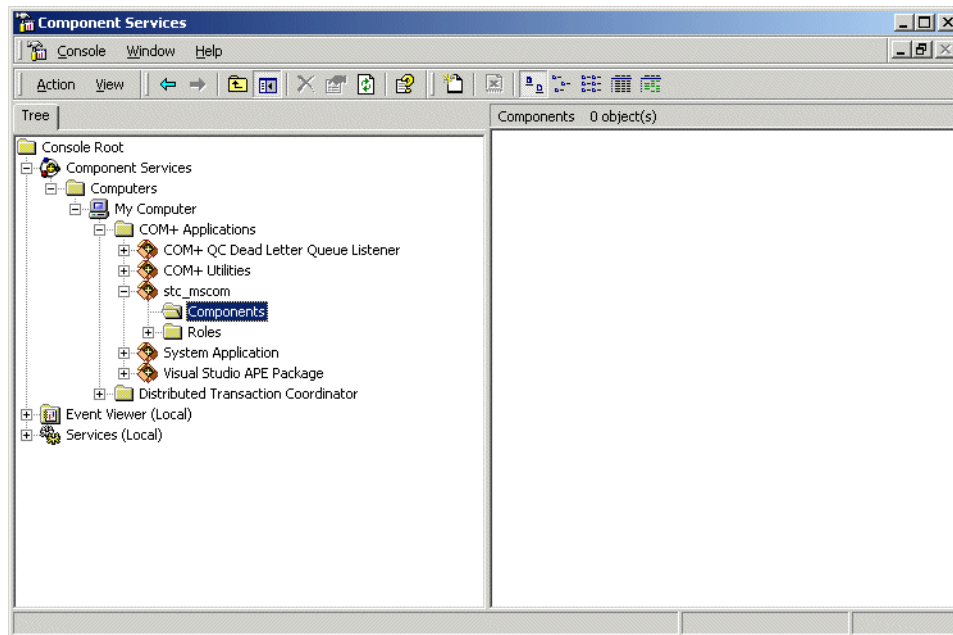 Component Services
Console Window Help
Action View
Tree
Components 0 object(s)
Console Root
Component Services
Computers
My Computer
COM+ Applications
COM+ QC Dead Letter Queue Listener
COM+ Utilities
stc_mscom
Components
Roles
System Application
Visual Studio APE Package
Distributed Transaction Coordinator
Event Viewer (Local)
Services (Local)